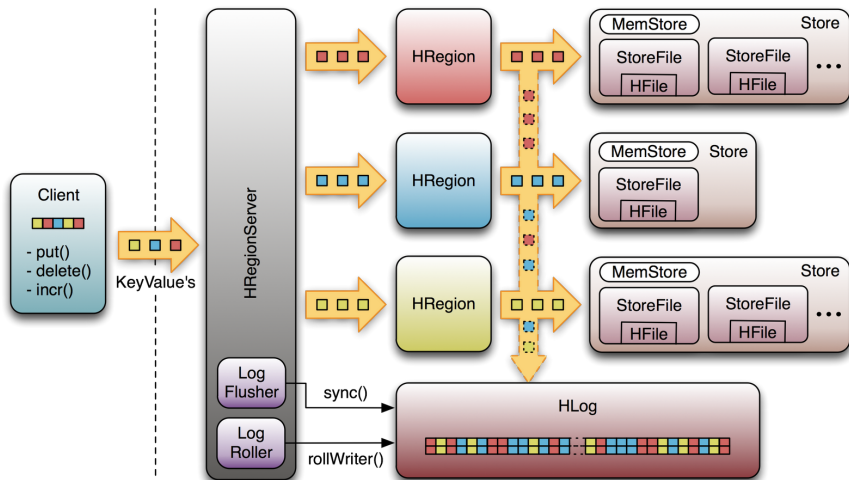 Client
- put()
- delete()
- incr()
KeyValue's
HRegionServer
Log
Flusher
Log
Roller
sync()
rollWriter()
HRegion
HRegion
HRegion
MemStore
Store
StoreFile
HFile
StoreFile
HFile
...
MemStore
Store
StoreFile
HFile
MemStore
Store
StoreFile
HFile
StoreFile
HFile
...
HLog